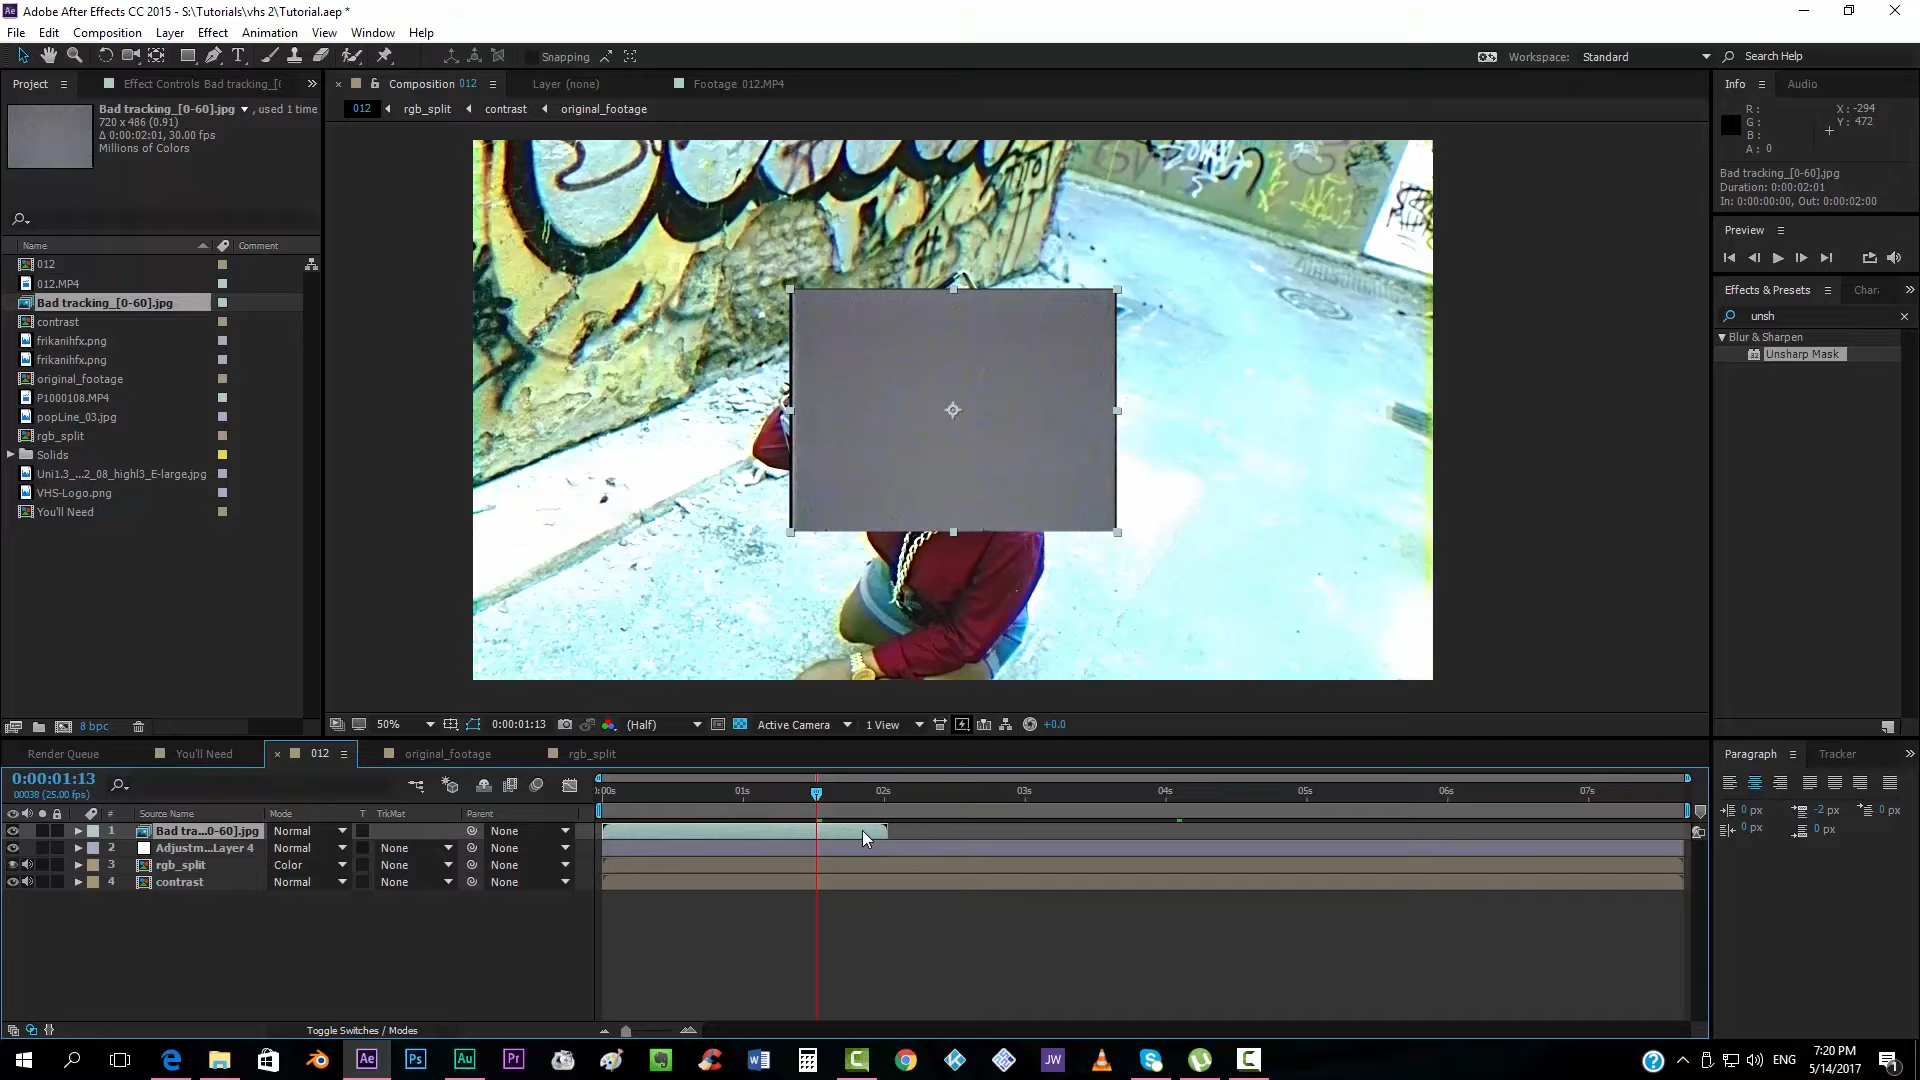 Adobe After Effects CC 2015 - S:\Tutorials\vhs 2\Tutorial.aep *
File Edit Composition Layer Effect Animation View Window Help
Snapping
Workspace: Standard
Search Help
Project
Effect Controls Bad tracking_[(
Composition 012
Layer (none)
Footage 012.MP4
Info
Audio
012 rgb_split contrast original_footage
Bad tracking_[0-60].jpg , used 1 time
720 x 486 (0.91)
Δ 0:00:02:01, 30.00 fps
Millions of Colors
R :
G :
B :
A : 0
X : -294
Y : 472
Bad tracking_[0-60].jpg
Duration: 0:00:02:01
In: 0:00:00:00, Out: 0:00:02:00
Preview
Effects & Presets
Chara
unsh
Blur & Sharpen
Unsharp Mask
Name
Comment
012
012.MP4
Bad tracking_[0-60].jpg
contrast
frikanihfx.png
frikanihfx.png
original_footage
P1000108.MP4
popLine_03.jpg
rgb_split
Solids
Uni1.3_...2_08_highl3_E-large.jpg
VHS-Logo.png
You'll Need
8 bpc
50%
0:00:01:13
(Half)
Active Camera
1 View
+0.0
Render Queue
You'll Need
012
original_footage
rgb_split
Paragraph
Tracker
0:00:01:13
00038 (25.00 fps)
):00s 01s 02s 03s 04s 05s 06s 07s
# Source Name Mode T TrkMat Parent
1 Bad tra...0-60].jpg Normal None
2 Adjustm...Layer 4 Normal None None
3 rgb_split Color None None
4 contrast Normal None None
0 px -2 px 0 px
0 px 0 px
Toggle Switches / Modes
Ae Ps Au Pr JW
ENG
7:20 PM
5/14/2017